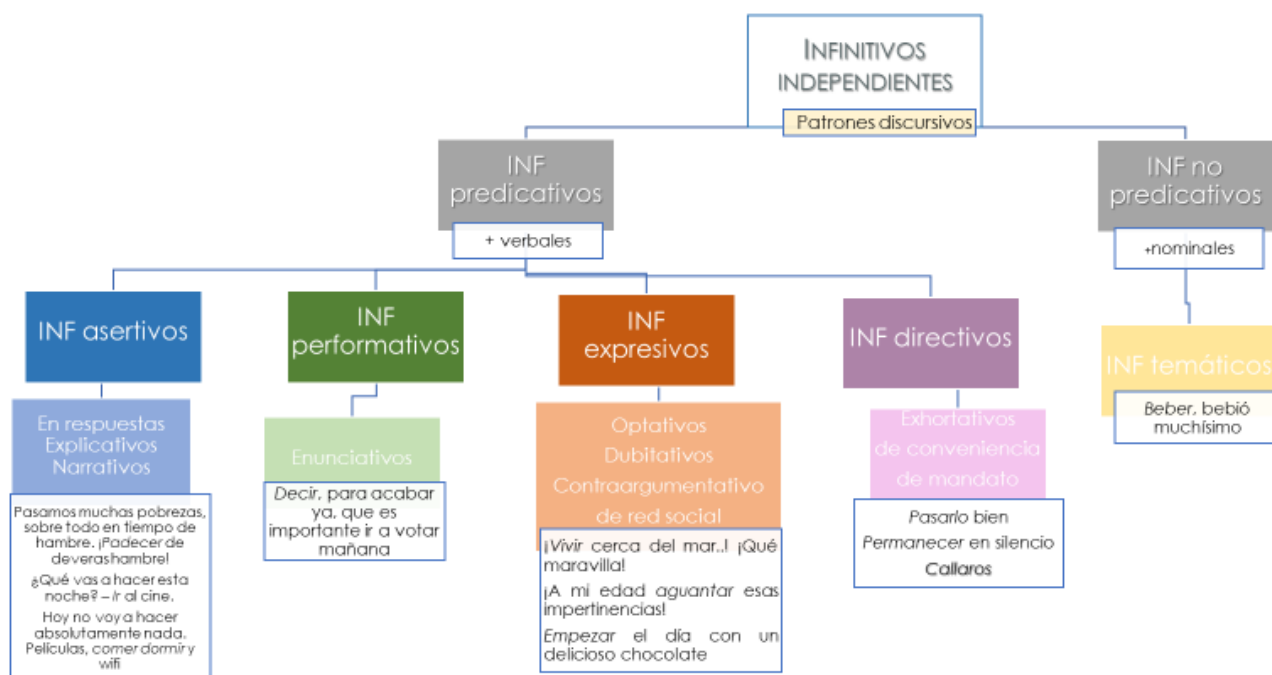 INFINITIVOS
INDEPENDIENTES
Patrones discursivos
INF
predicativos
+ verbales
INF no
predicativos
+nominales
INF asertivos
En respuestas
Explicativos
Narrativos
Pasamos muchas pobrezas,
sobre todo en tiempo de
hambre. ¡Padecer de
deverashambre!
¿Qué vas a hacer esta
noche? – Ir al cine.
Hoy no voy a hacer
absolutamente nada.
Películas, comer dormir y
wifi
INF
performativos
Enunciativos
Decir, para acabar
ya, que es
importante ir a votar
mañana
INF
expresivos
Optativos
Dubitativos
Contraargumentativo
de red social
¡Vivir cerca del mar..! ¡Qué
maravilla!
¡A mi edad aguantar esas
impertinencias!
Empezar el día con un
delicioso chocolate
INF directivos
Exhortativos
de conveniencia
de mandato
Pasarlo bien
Permanecer en silencio
Callaros
INF temáticos
Beber, bebió
muchísimo